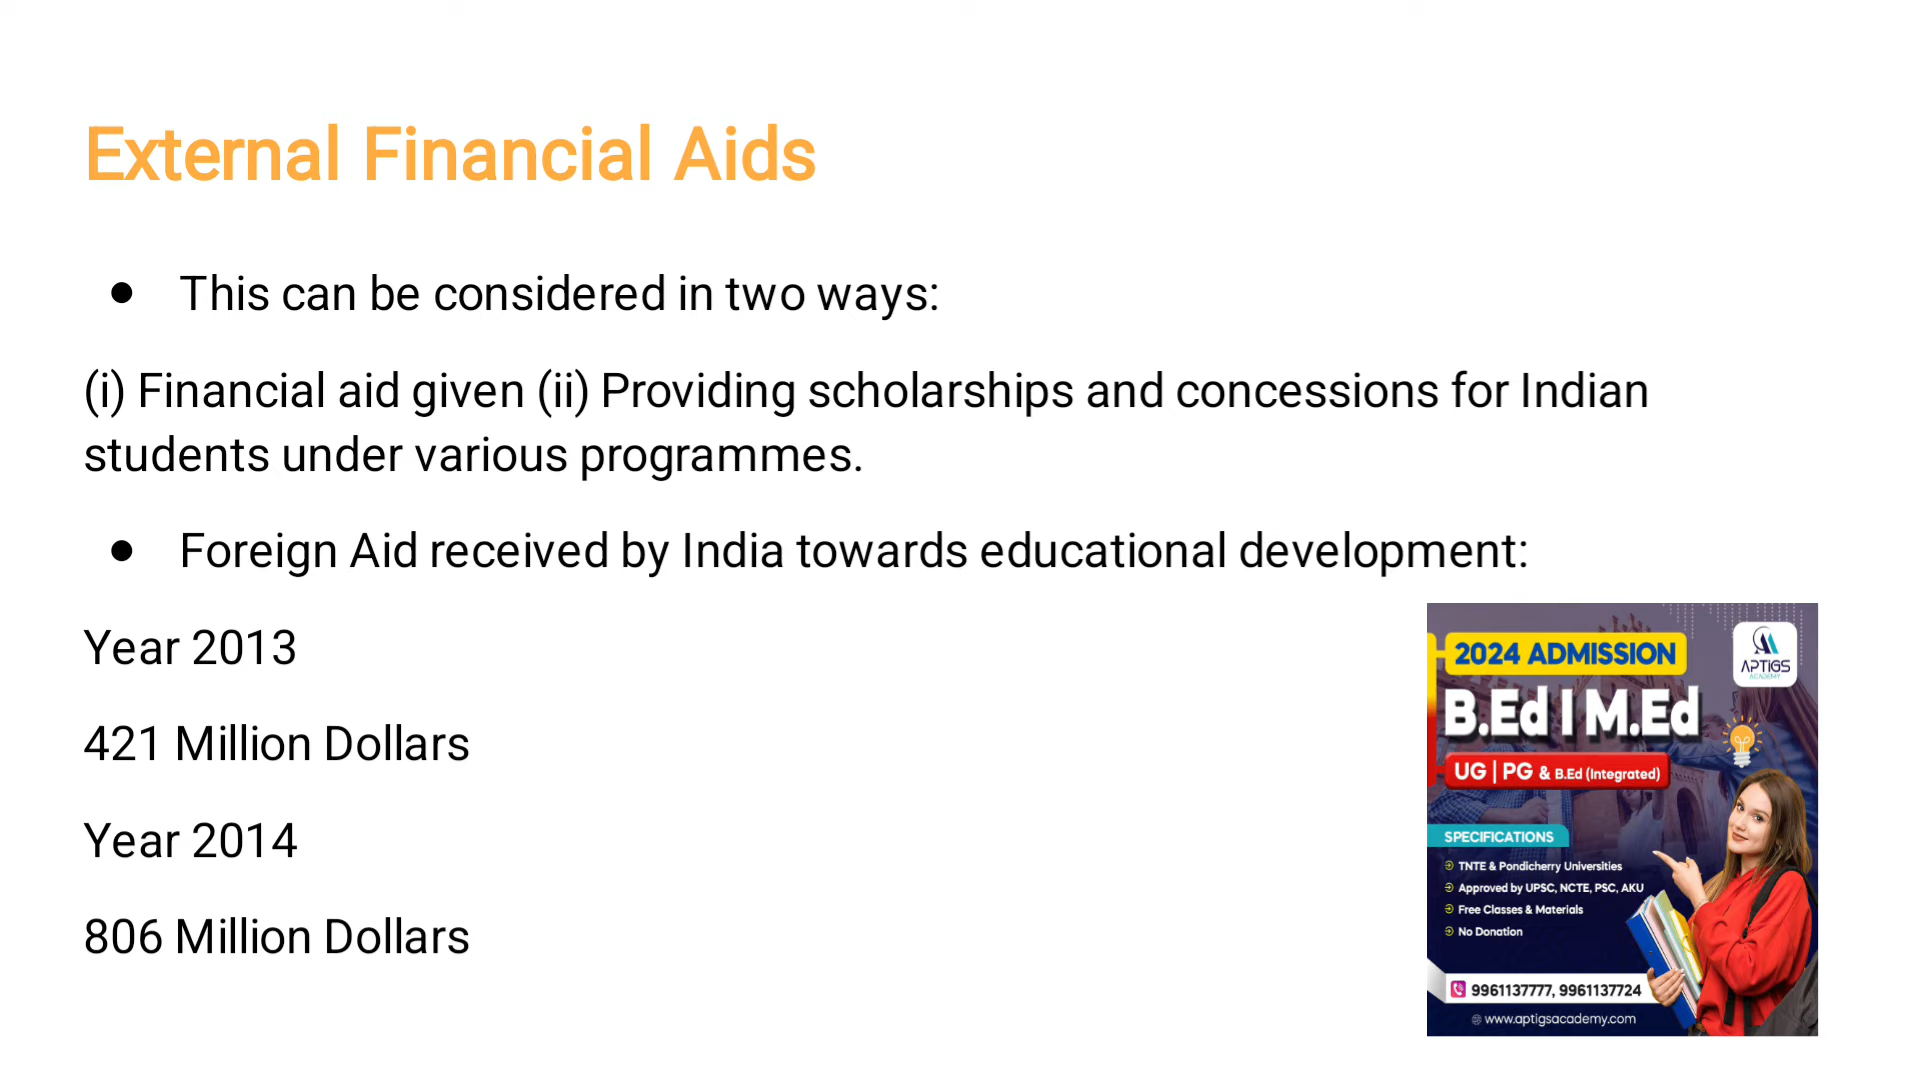 External Financial Aids
● This can be considered in two ways:
(i) Financial aid given (ii) Providing scholarships and concessions for Indian
students under various programmes.
● Foreign Aid received by India towards educational development:
Year 2013
421 Million Dollars
Year 2014
806 Million Dollars
2024 ADMISSION
APTIGS
ACADEMY
B.Ed | M.Ed
UG | PG & B.Ed (Integrated)
SPECIFICATIONS
TNTE & Pondicherry Universities
Approved by UPSC, NCTE, PSC, AKU
Free Classes & Materials
No Donation
9961137777, 9961137724
www.aptigsacademy.com